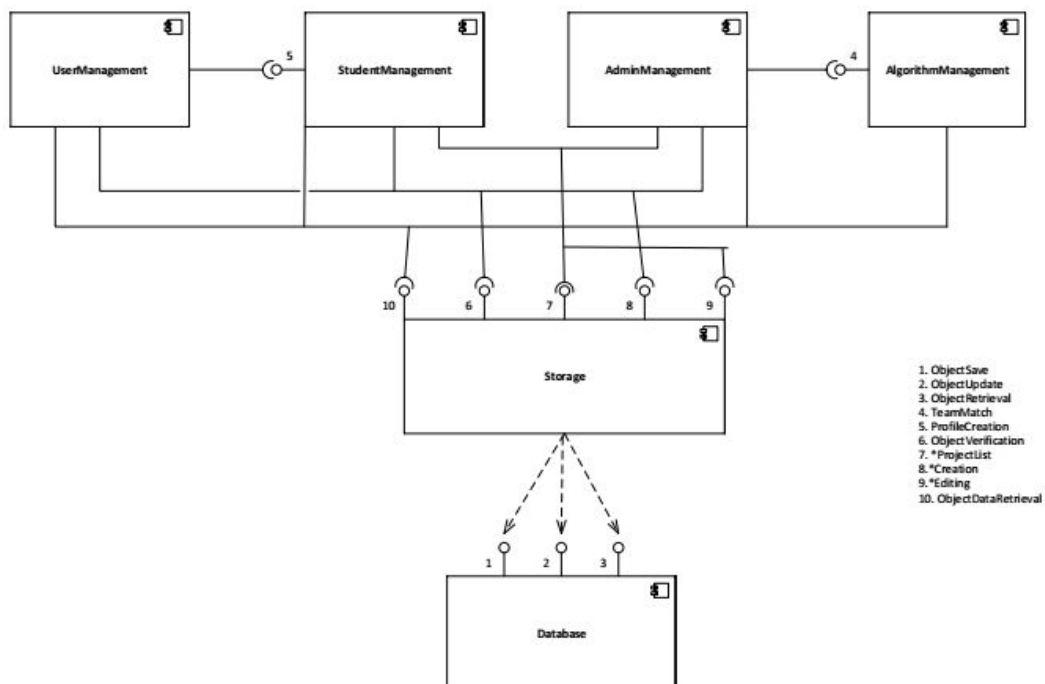 UserManagement
5
StudentManagement
AdminManagement
4
AlgorithmManagement
10
6
7
8
9
Storage
1. ObjectSave
2. ObjectUpdate
3. ObjectRetrieval
4. TeamMatch
5. ProfileCreation
6. ObjectVerification
7. *ProjectList
8.*Creation
9.*Editing
10. ObjectDataRetrieval
1
2
3
Database